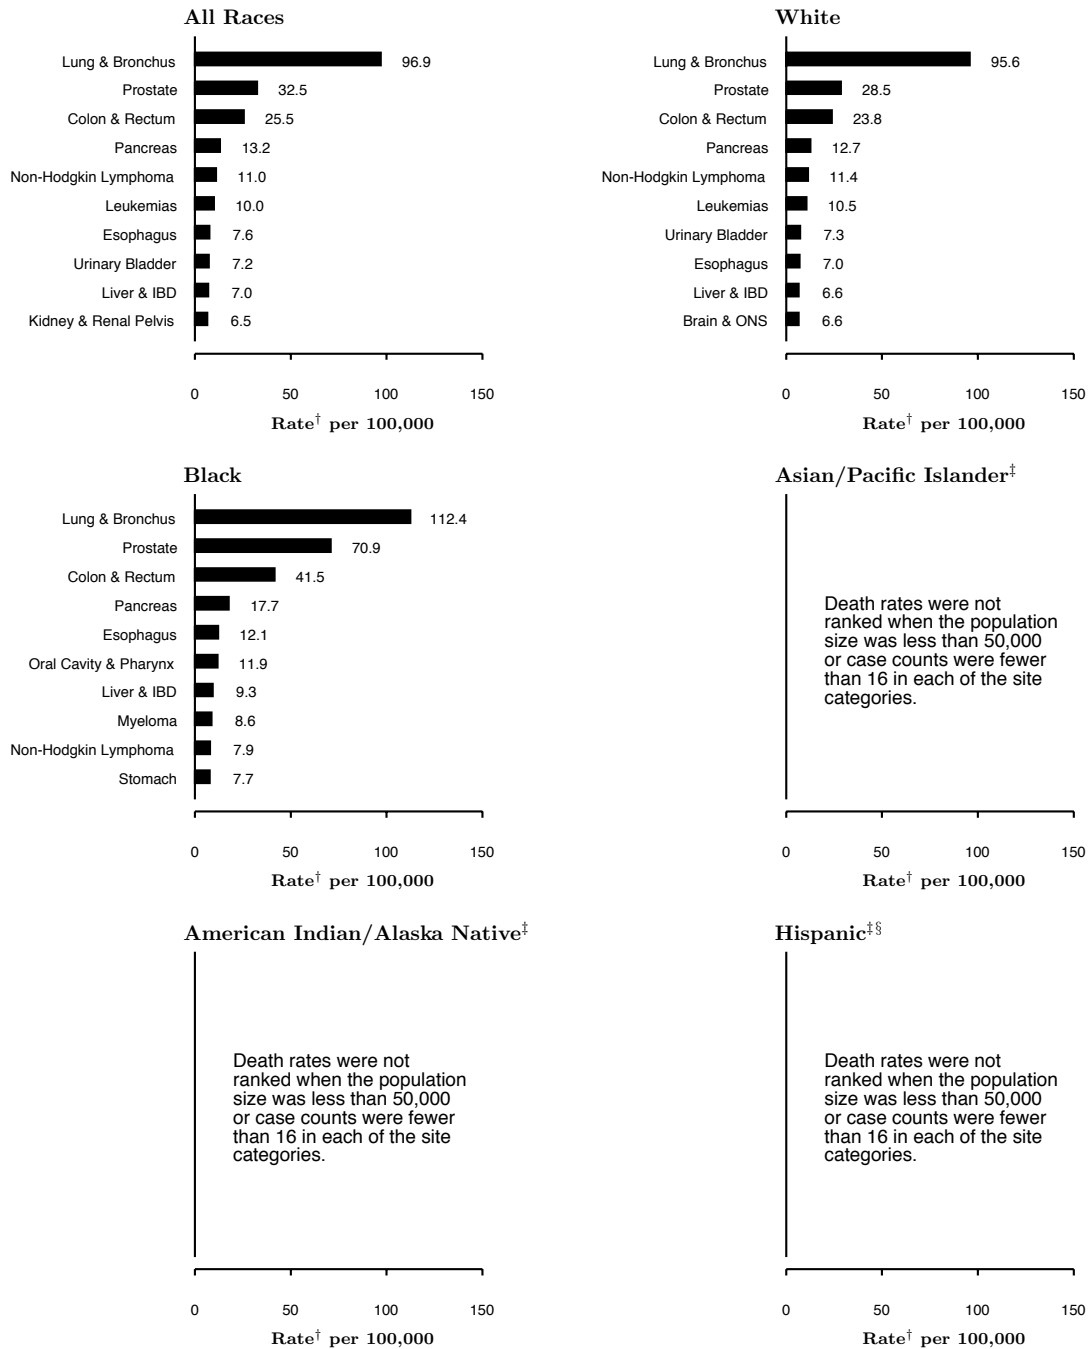 All Races
Lung & Bronchus 96.9
Prostate 32.5
Colon & Rectum 25.5
Pancreas 13.2
Non-Hodgkin Lymphoma 11.0
Leukemias 10.0
Esophagus 7.6
Urinary Bladder 7.2
Liver & IBD 7.0
Kidney & Renal Pelvis 6.5
0 50 100 150
Rate† per 100,000
White
Lung & Bronchus 95.6
Prostate 28.5
Colon & Rectum 23.8
Pancreas 12.7
Non-Hodgkin Lymphoma 11.4
Leukemias 10.5
Urinary Bladder 7.3
Esophagus 7.0
Liver & IBD 6.6
Brain & ONS 6.6
0 50 100 150
Rate† per 100,000
Black
Lung & Bronchus 112.4
Prostate 70.9
Colon & Rectum 41.5
Pancreas 17.7
Esophagus 12.1
Oral Cavity & Pharynx 11.9
Liver & IBD 9.3
Myeloma 8.6
Non-Hodgkin Lymphoma 7.9
Stomach 7.7
0 50 100 150
Rate† per 100,000
Asian/Pacific Islander‡
Death rates were not
ranked when the population
size was less than 50,000
or case counts were fewer
than 16 in each of the site
categories.
0 50 100 150
Rate† per 100,000
American Indian/Alaska Native‡
Death rates were not
ranked when the population
size was less than 50,000
or case counts were fewer
than 16 in each of the site
categories.
0 50 100 150
Rate† per 100,000
Hispanic‡§
Death rates were not
ranked when the population
size was less than 50,000
or case counts were fewer
than 16 in each of the site
categories.
0 50 100 150
Rate† per 100,000